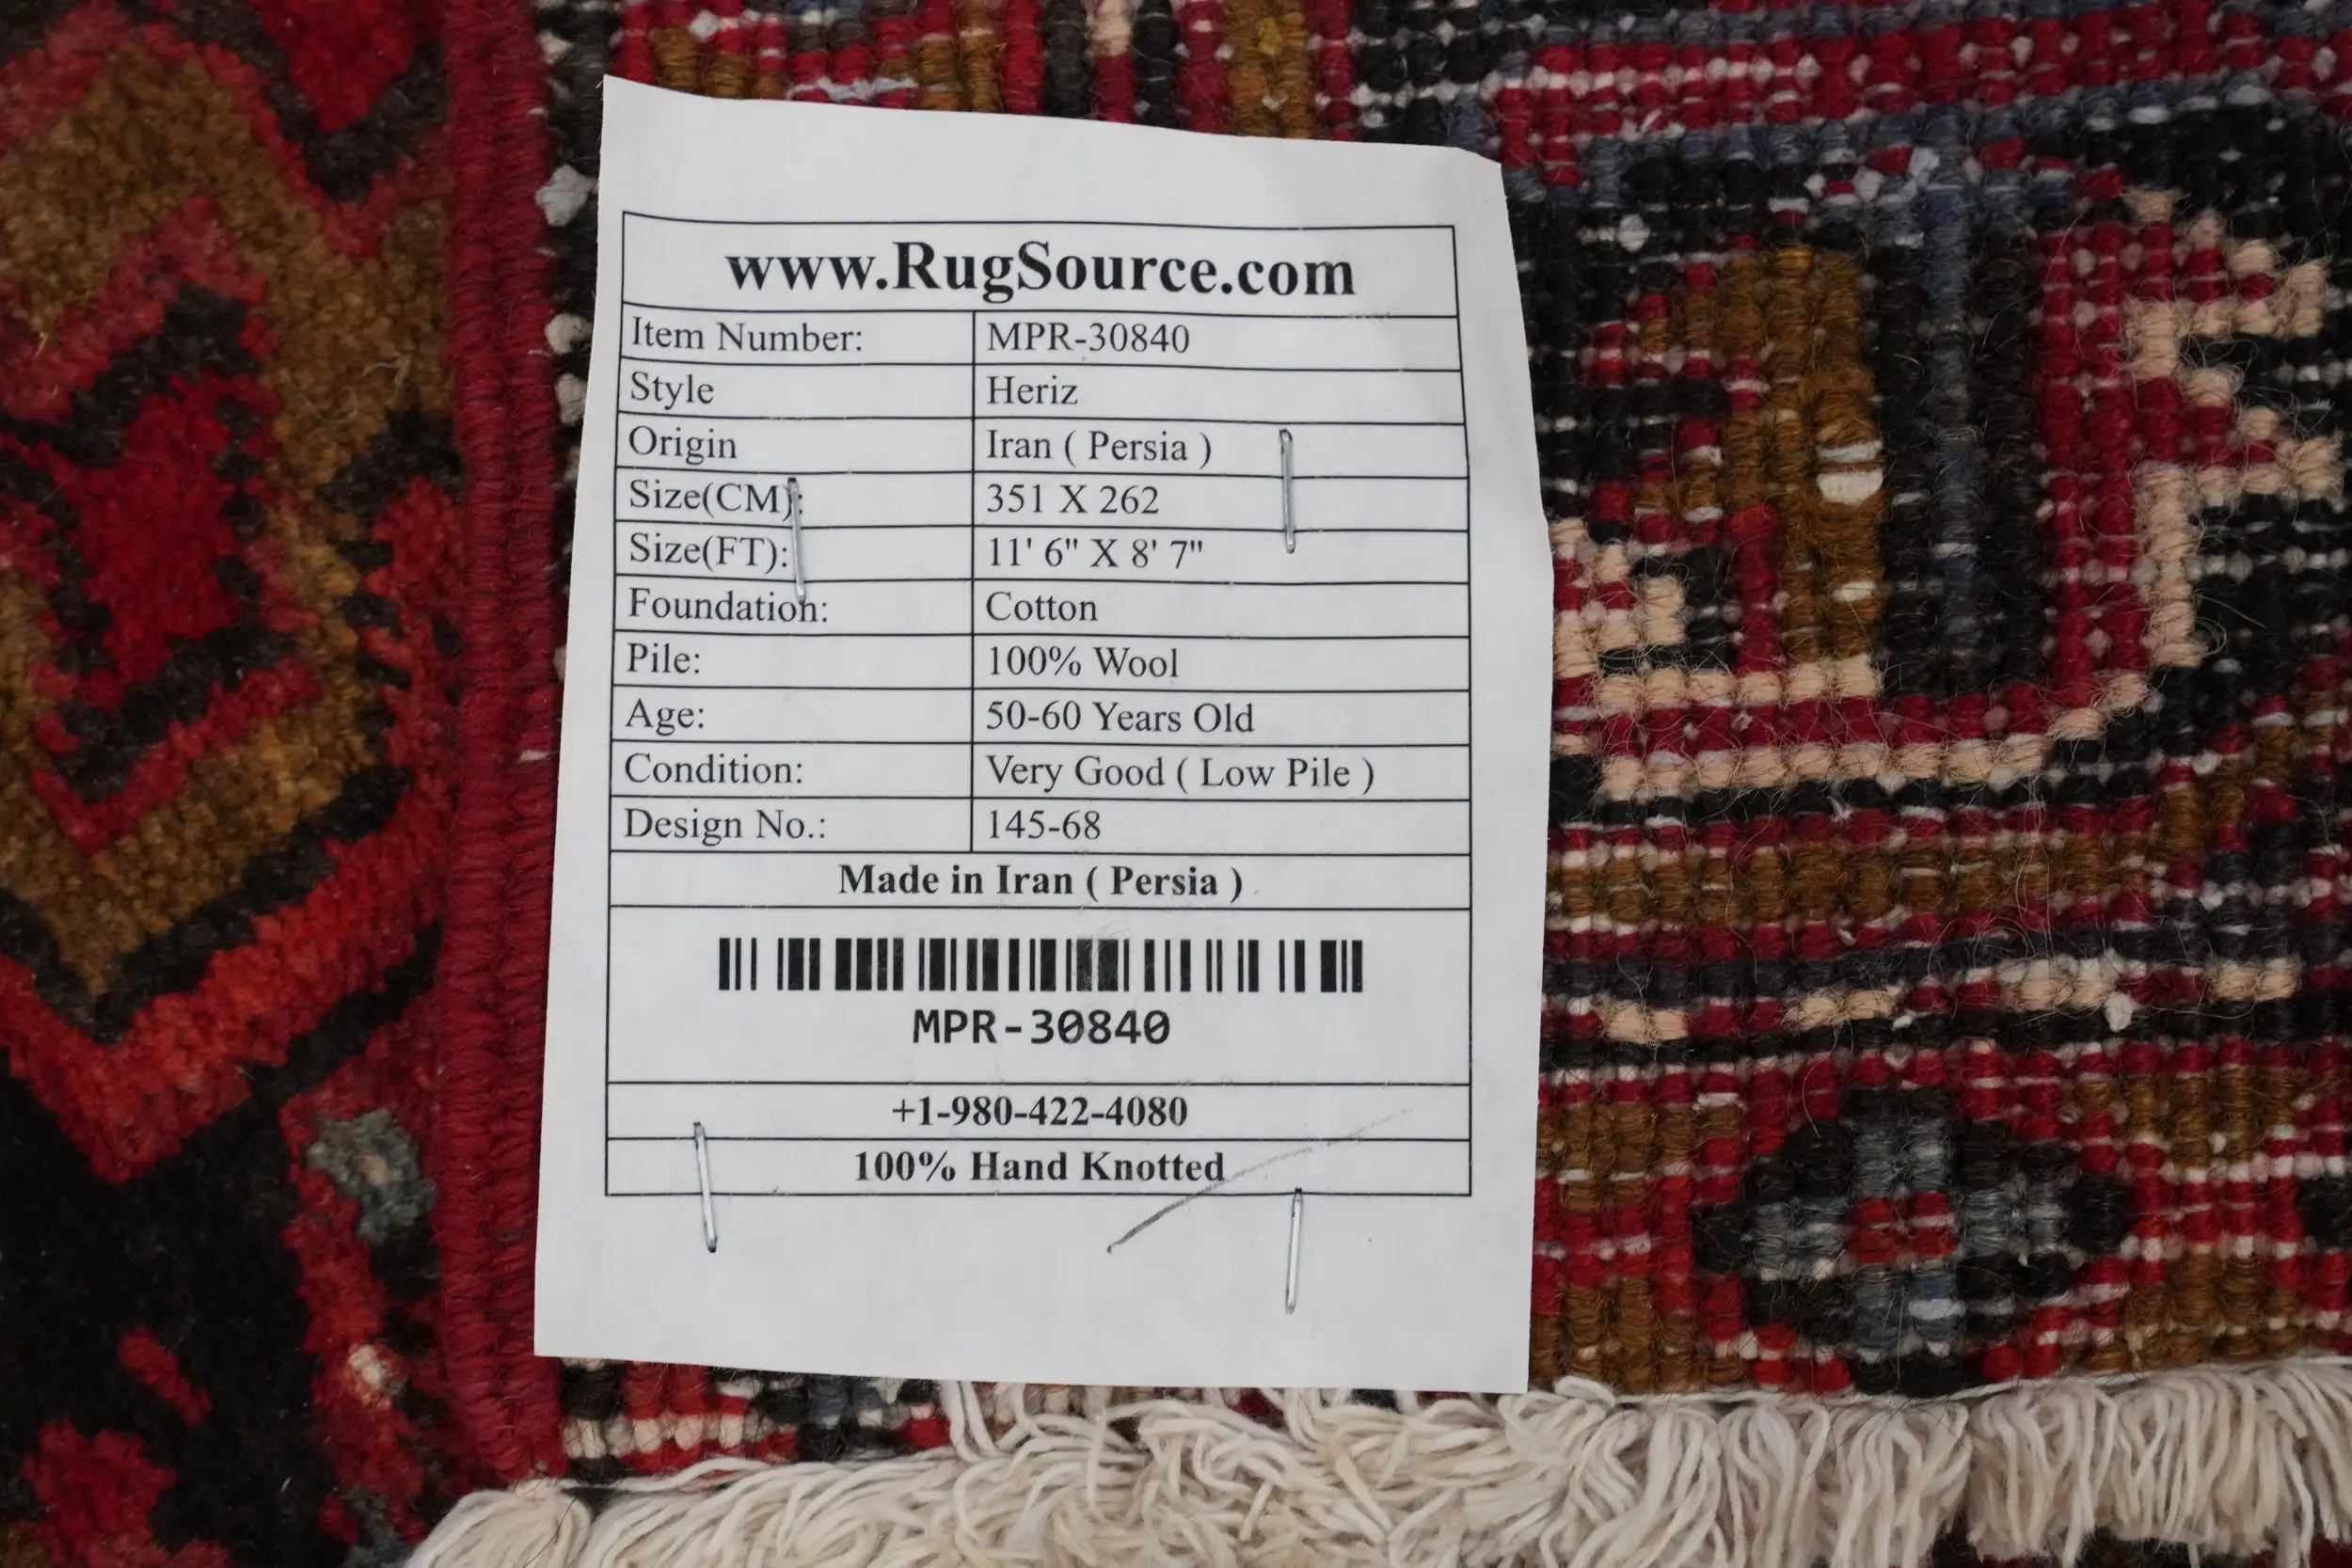 www.RugSource.com
Item Number: MPR-30840
Style Heriz
Origin Iran ( Persia )
Size(CM): 351 X 262
Size(FT): 11' 6" X 8' 7"
Foundation: Cotton
Pile: 100% Wool
Age: 50-60 Years Old
Condition: Very Good ( Low Pile )
Design No.: 145-68
Made in Iran ( Persia )
MPR-30840
+1-980-422-4080
100% Hand Knotted